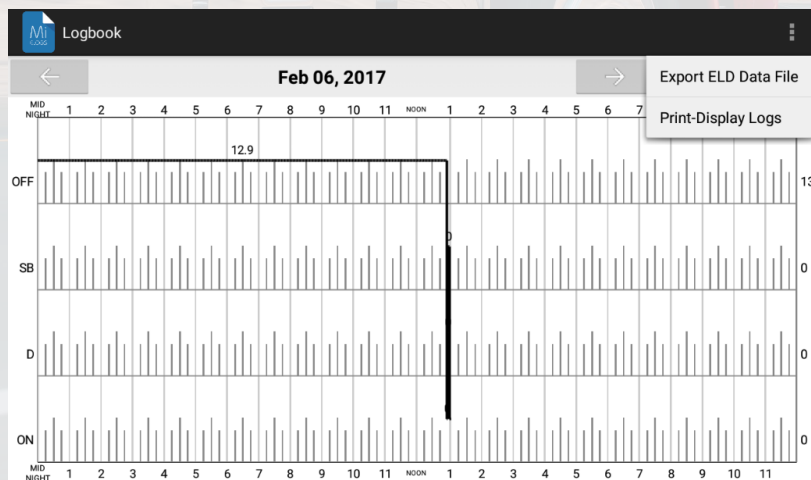 Mi
LOGS
Logbook
Feb 06, 2017
Export ELD Data File
Print-Display Logs
MID NIGHT 1 2 3 4 5 6 7 8 9 10 11 NOON 1 2 3 4 5 6 7
12.9
OFF 13
0
SB 0
D 0
ON 0
MID NIGHT 1 2 3 4 5 6 7 8 9 10 11 NOON 1 2 3 4 5 6 7 8 9 10 11